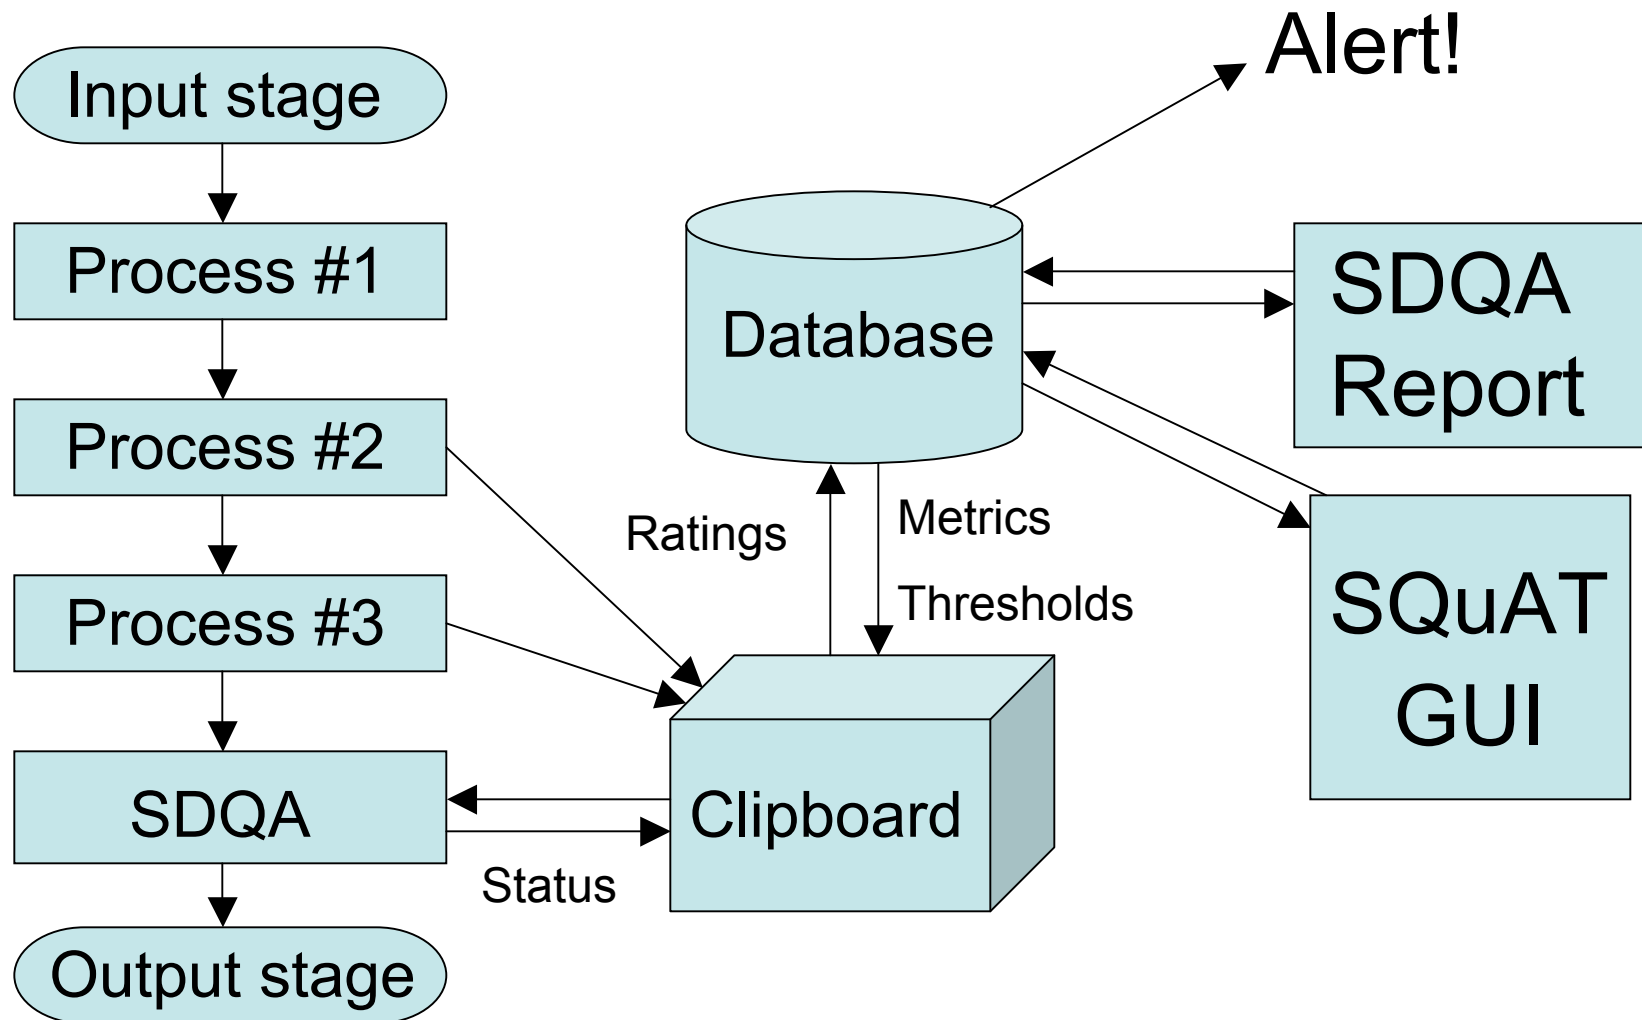 Input stage
Process #1
Process #2
Process #3
SDQA
Output stage
Status
Clipboard
Ratings
Metrics
Thresholds
Database
Alert!
SDQA
Report
SQuAT
GUI